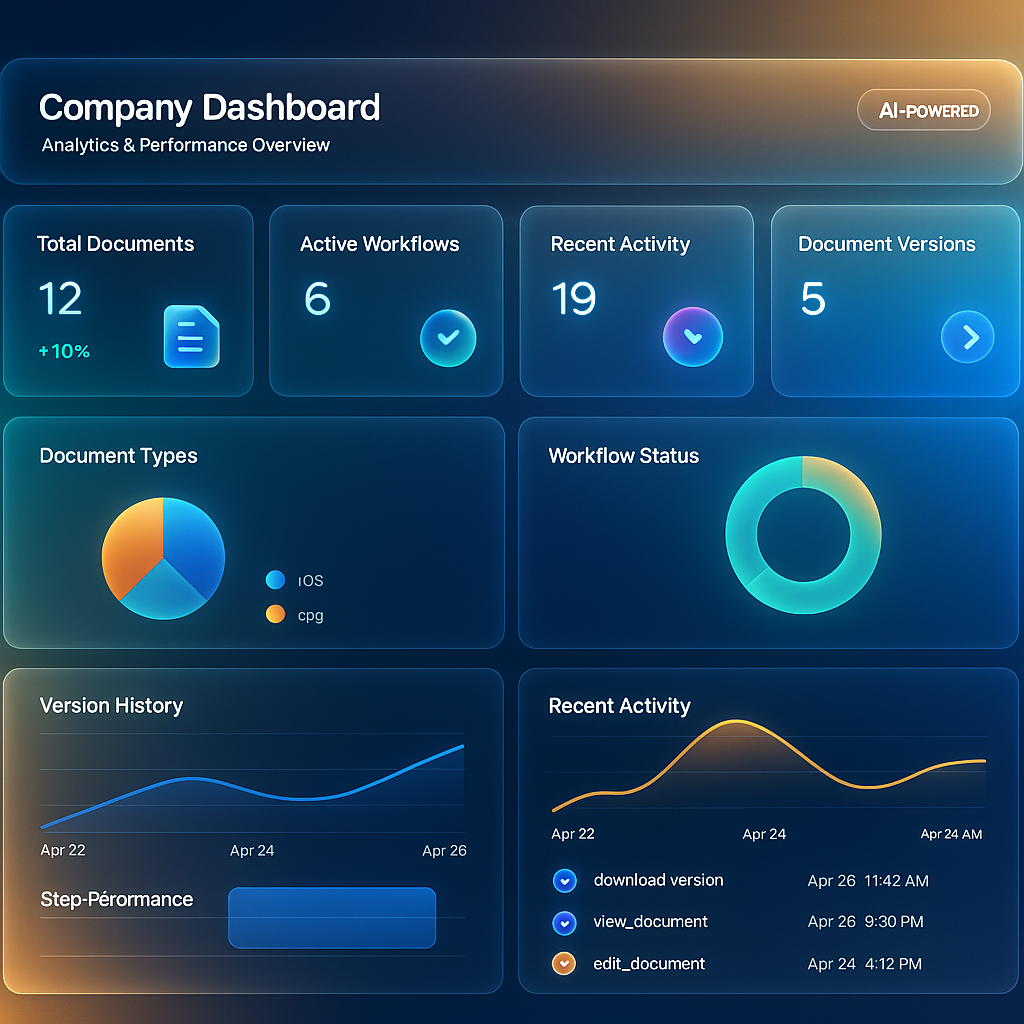 Company Dashboard
Analytics & Performance Overview
AI-POWERED
Total Documents
12
+10%
Active Workflows
6
Recent Activity
19
Document Versions
5
Document Types
ıOS
cpg
Workflow Status
Version History
Apr 22 Apr 24 Apr 26
Step-Pérormance
Recent Activity
Apr 22 Apr 24 Apr 24 AM
download version Apr 26 11:42 AM
view_document Apr 26 9:30 PM
edit_document Apr 24 4:12 PM